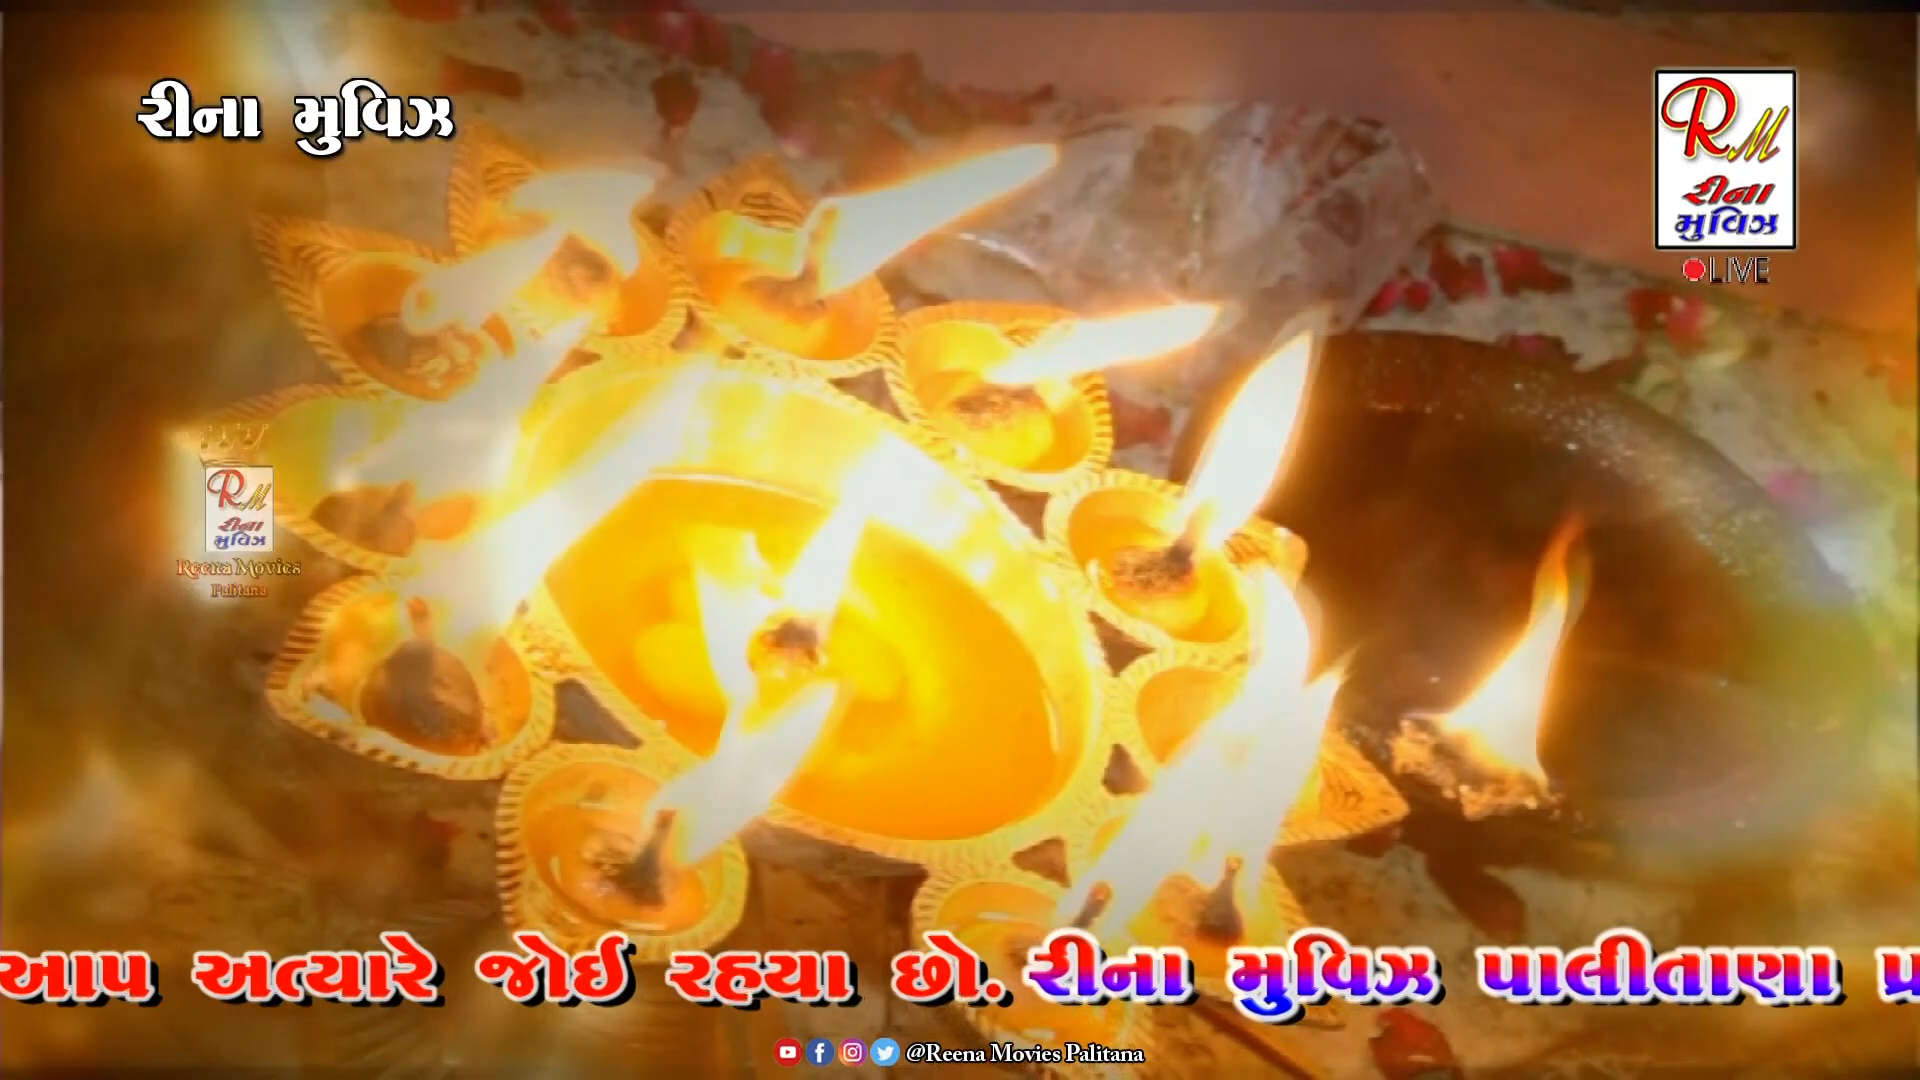 રીના મુવિઝ
RM
રીના
મુવિઝ
LIVE
RM
રીના
મુવિઝ
Reena Movies
Palitana
આપ અત્યારે જોઈ રહયા છો. રીના મુવિઝ પાલીતાણા પ્ર
@Reena Movies Palitana